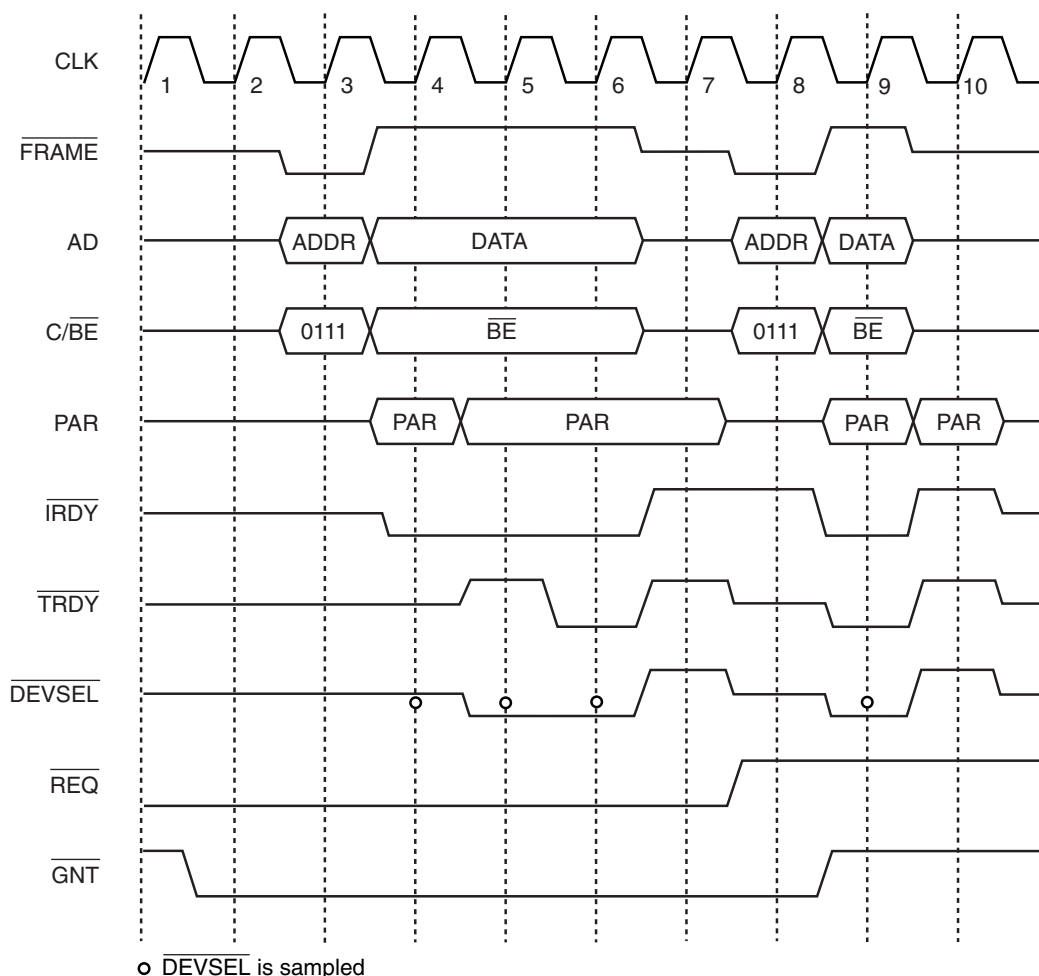 CLK
1 2 3 4 5 6 7 8 9 10
FRAME
AD ADDR DATA ADDR DATA
C/BE 0111 BE 0111 BE
PAR PAR PAR PAR PAR
IRDY
TRDY
DEVSEL
REQ
GNT
DEVSEL is sampled